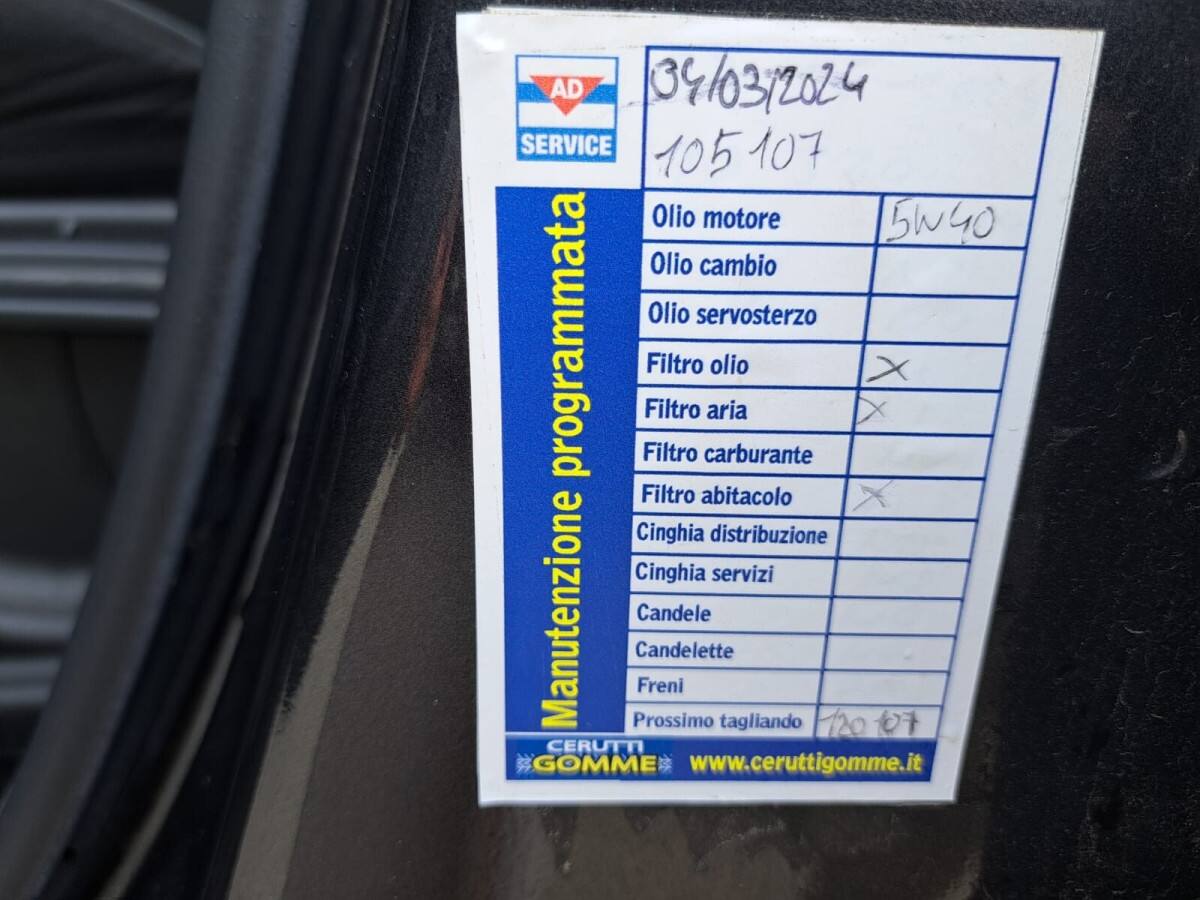 AD
SERVICE
04/03/2024
105107
Manutenzione programmata
Olio motore 5W40
Olio cambio
Olio servosterzo
Filtro olio X
Filtro aria X
Filtro carburante
Filtro abitacolo X
Cinghia distribuzione
Cinghia servizi
Candele
Candelette
Freni
Prossimo tagliando 120107
CERUTTI
GOMME
www.ceruttigomme.it